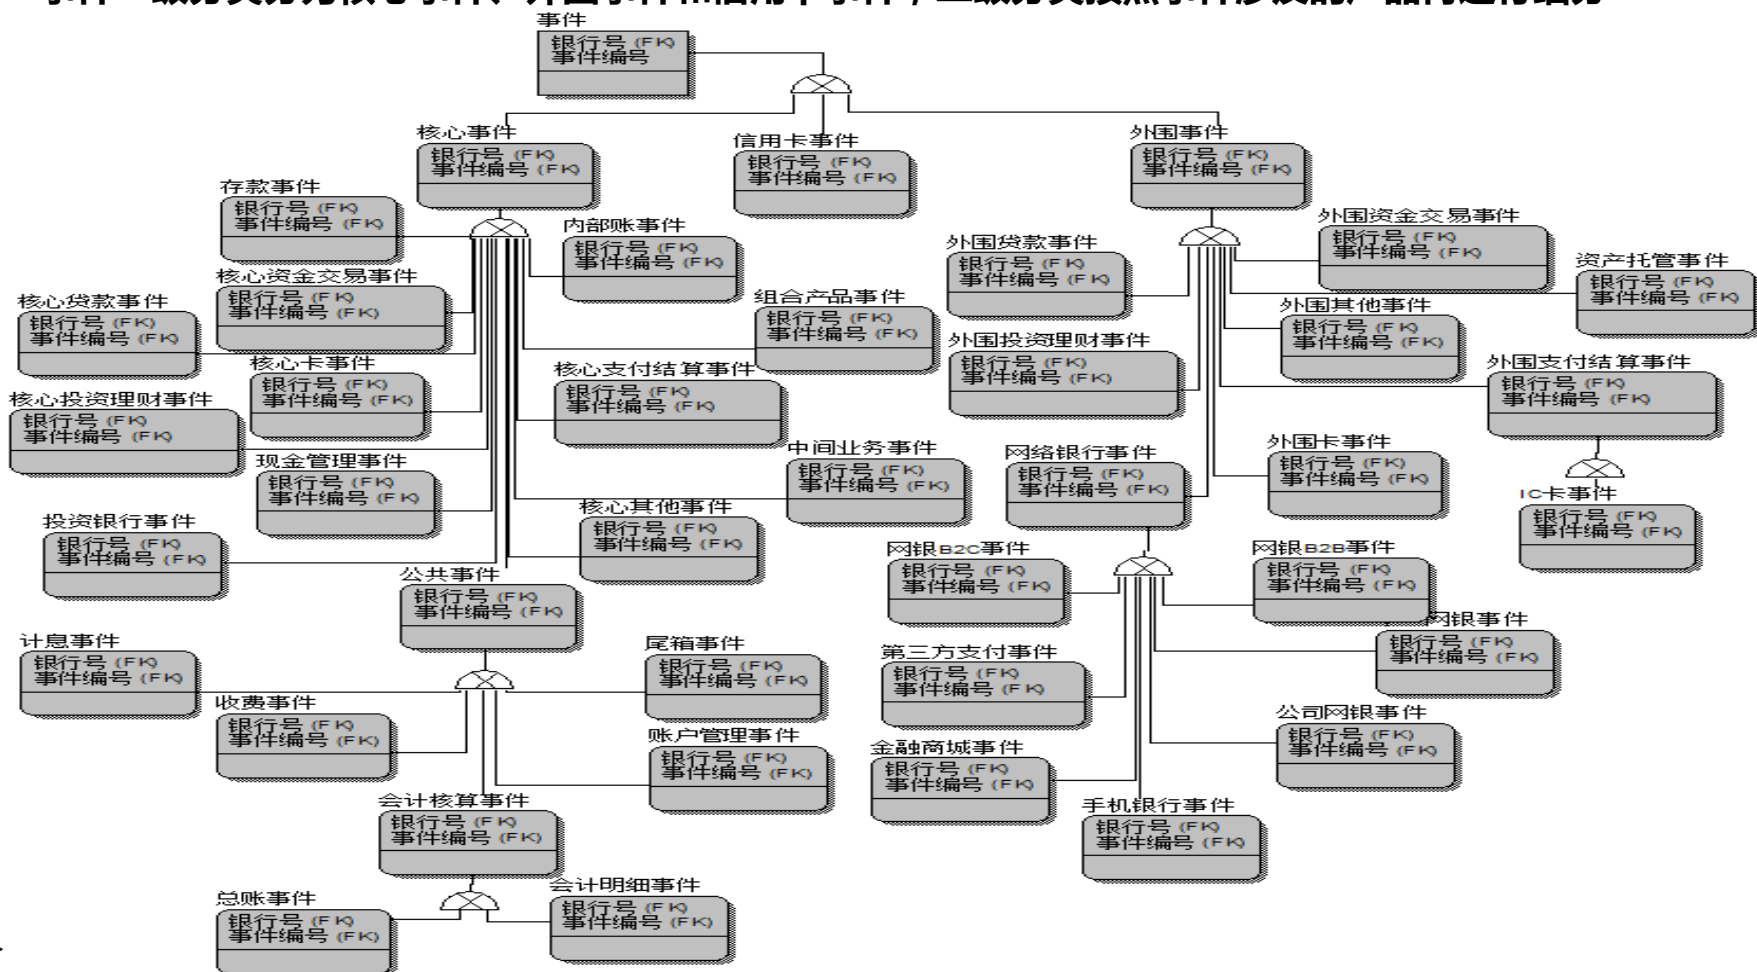 事件
银行号 (FK)
事件编号
核心事件
银行号 (FK)
事件编号 (FK)
信用卡事件
银行号 (FK)
事件编号 (FK)
外围事件
银行号 (FK)
事件编号 (FK)
存款事件
银行号 (FK)
事件编号 (FK)
内部账事件
银行号 (FK)
事件编号 (FK)
外围贷款事件
银行号 (FK)
事件编号 (FK)
外围资金交易事件
银行号 (FK)
事件编号 (FK)
资产托管事件
银行号 (FK)
事件编号 (FK)
核心资金交易事件
银行号 (FK)
事件编号 (FK)
核心贷款事件
银行号 (FK)
事件编号 (FK)
组合产品事件
银行号 (FK)
事件编号 (FK)
外围其他事件
银行号 (FK)
事件编号 (FK)
外围投资理财事件
银行号 (FK)
事件编号 (FK)
核心卡事件
银行号 (FK)
事件编号 (FK)
核心支付结算事件
银行号 (FK)
事件编号 (FK)
外围支付结算事件
银行号 (FK)
事件编号 (FK)
核心投资理财事件
银行号 (FK)
事件编号 (FK)
现金管理事件
银行号 (FK)
事件编号 (FK)
中间业务事件
银行号 (FK)
事件编号 (FK)
网络银行事件
银行号 (FK)
事件编号 (FK)
外围卡事件
银行号 (FK)
事件编号 (FK)
IC卡事件
银行号 (FK)
事件编号 (FK)
投资银行事件
银行号 (FK)
事件编号 (FK)
核心其他事件
银行号 (FK)
事件编号 (FK)
网银B2C事件
银行号 (FK)
事件编号 (FK)
网银B2B事件
银行号 (FK)
事件编号 (FK)
公共事件
银行号 (FK)
事件编号 (FK)
网银事件
银行号 (FK)
事件编号 (FK)
计息事件
银行号 (FK)
事件编号 (FK)
尾箱事件
银行号 (FK)
事件编号 (FK)
第三方支付事件
银行号 (FK)
事件编号 (FK)
收费事件
银行号 (FK)
事件编号 (FK)
账户管理事件
银行号 (FK)
事件编号 (FK)
公司网银事件
银行号 (FK)
事件编号 (FK)
金融商城事件
银行号 (FK)
事件编号 (FK)
会计核算事件
银行号 (FK)
事件编号 (FK)
手机银行事件
银行号 (FK)
事件编号 (FK)
总账事件
银行号 (FK)
事件编号 (FK)
会计明细事件
银行号 (FK)
事件编号 (FK)